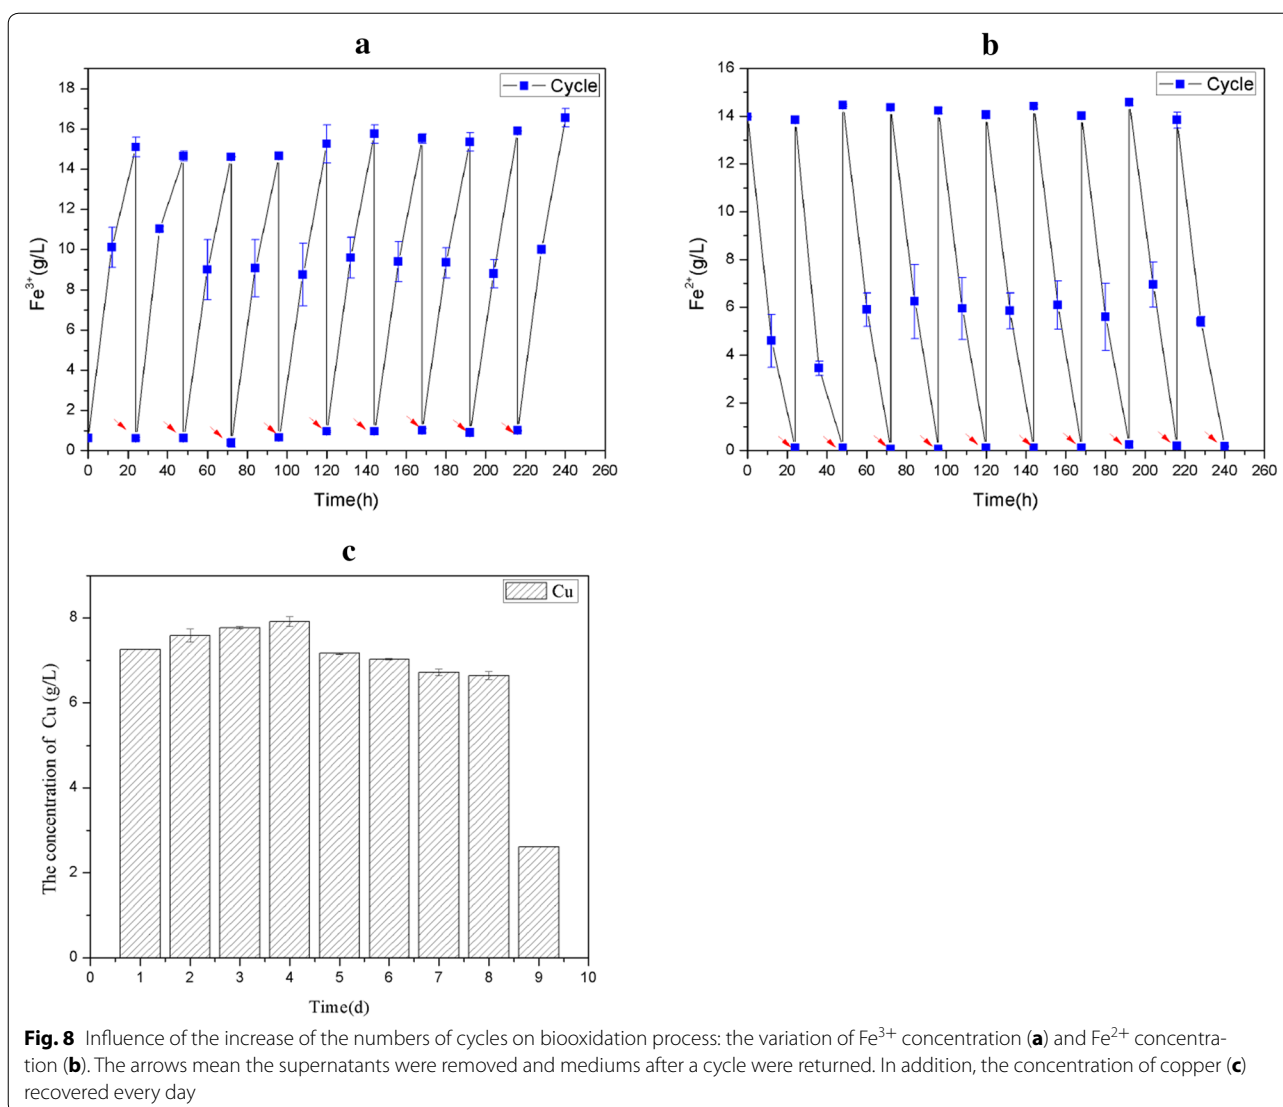 a
18
16
14
12
10
8
6
4
2
0
Fe3+(g/L)
Cycle
0 20 40 60 80 100 120 140 160 180 200 220 240 260
Time(h)
b
16
14
12
10
8
6
4
2
0
Fe2+(g/L)
Cycle
0 20 40 60 80 100 120 140 160 180 200 220 240 260
Time(h)
c
8
6
4
2
0
The concentration of Cu (g/L)
Cu
0 1 2 3 4 5 6 7 8 9 10
Time(d)
Fig. 8 Influence of the increase of the numbers of cycles on biooxidation process: the variation of Fe3+ concentration (a) and Fe2+ concentra-
tion (b). The arrows mean the supernatants were removed and mediums after a cycle were returned. In addition, the concentration of copper (c)
recovered every day